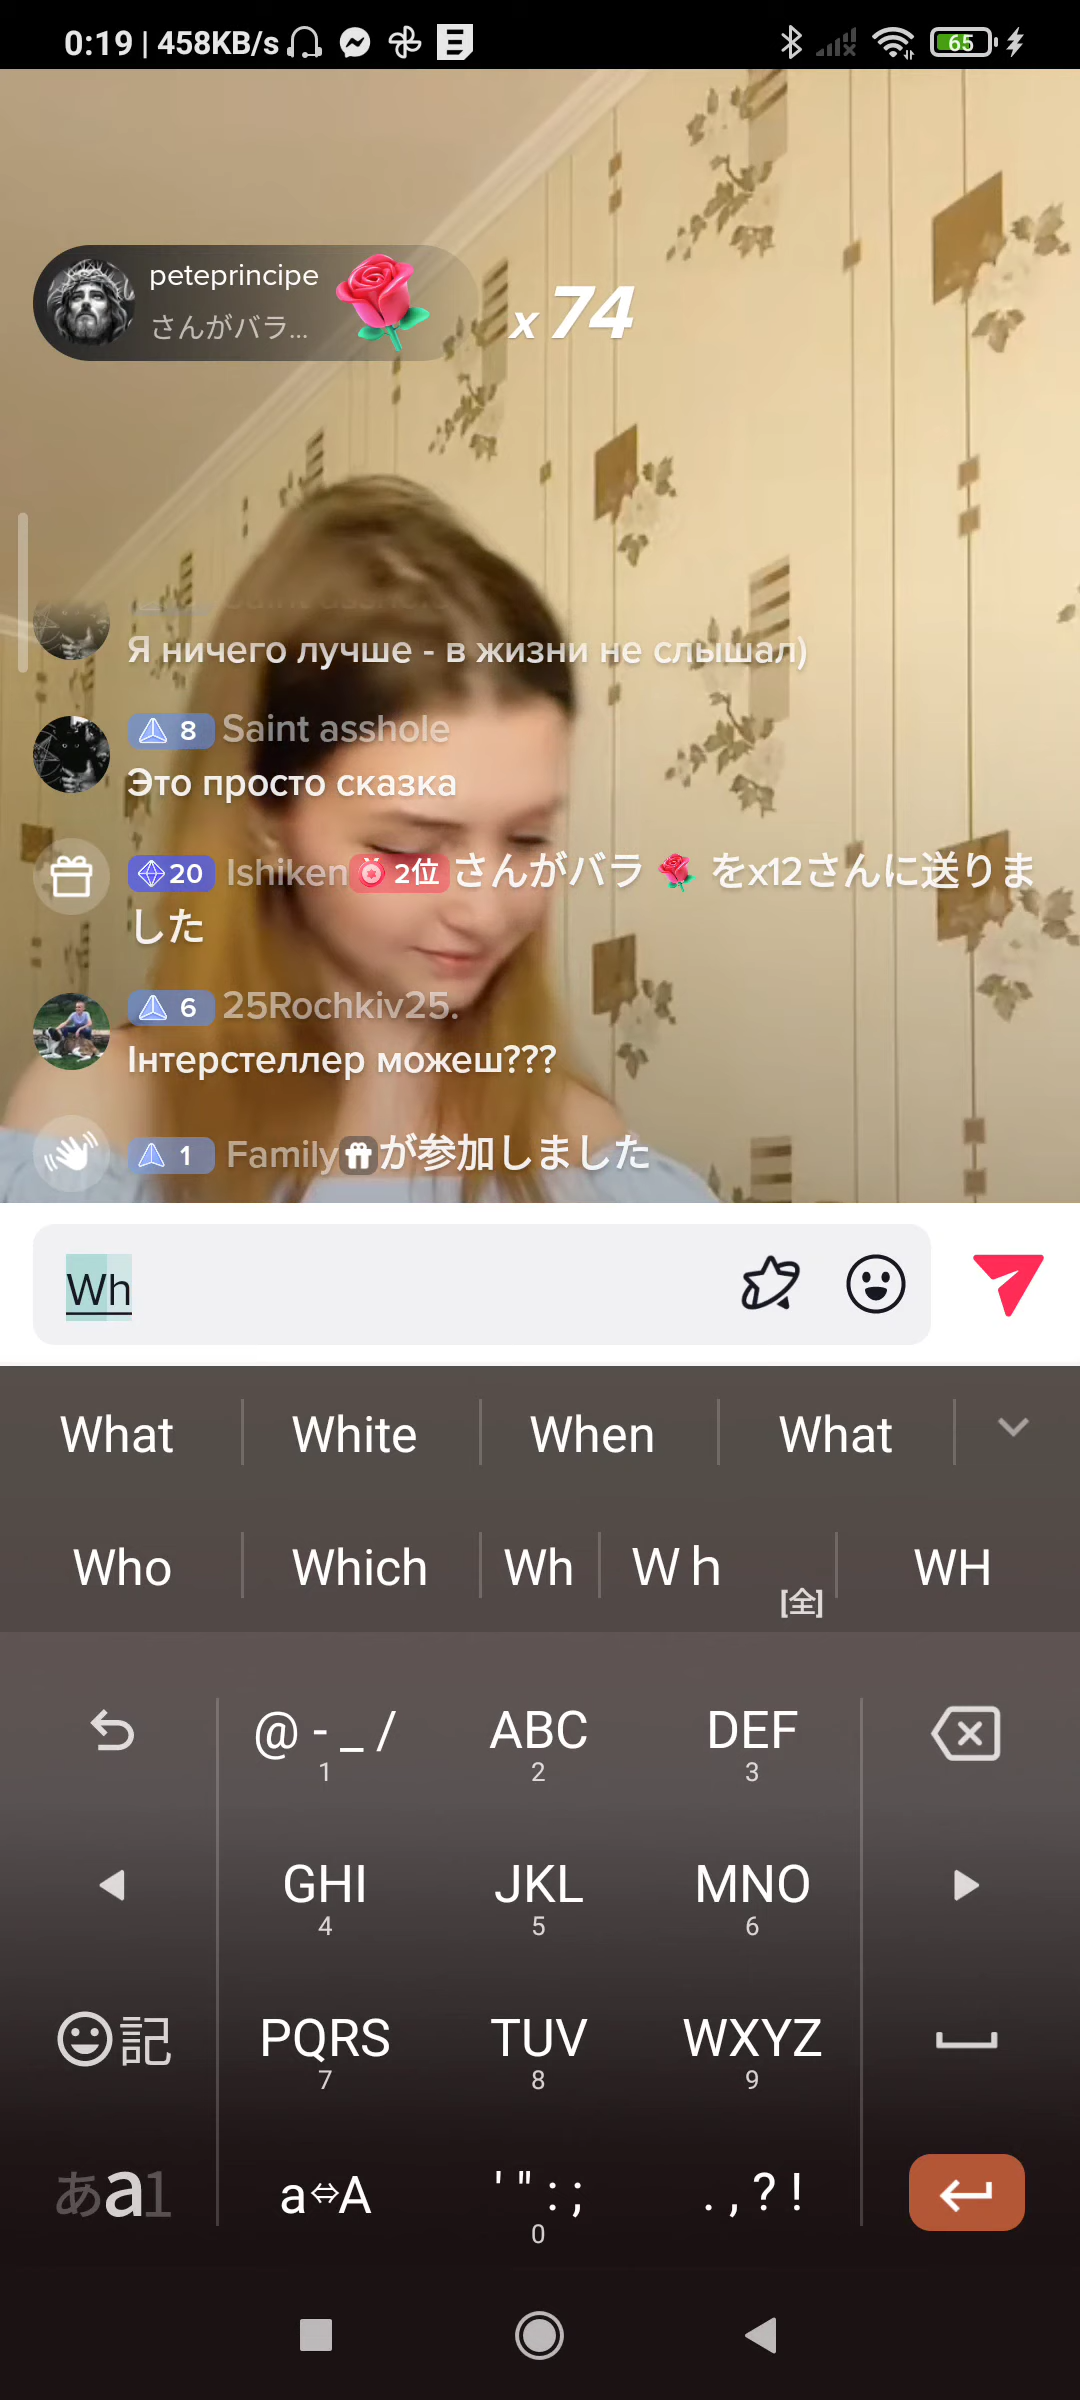 0:19 | 458KB/s
65
peteprincipe
さんがバラ...
x 74
Я ничего лучше - в жизни не слышал)
8 Saint asshole
Это просто сказка
20 Ishiken 2位 さんがバラ 🌹 をx12さんに送りま
した
6 25Rochkiv25.
Інтерстеллер можеш???
1 Family が参加しました
Wh
What White When What
Who Which Wh Ｗｈ [全] WH
@ - _ / ABC DEF
1 2 3
GHI JKL MNO
4 5 6
記 PQRS TUV WXYZ
7 8 9
あa1 a⇔A ' " : ; . , ? !
0